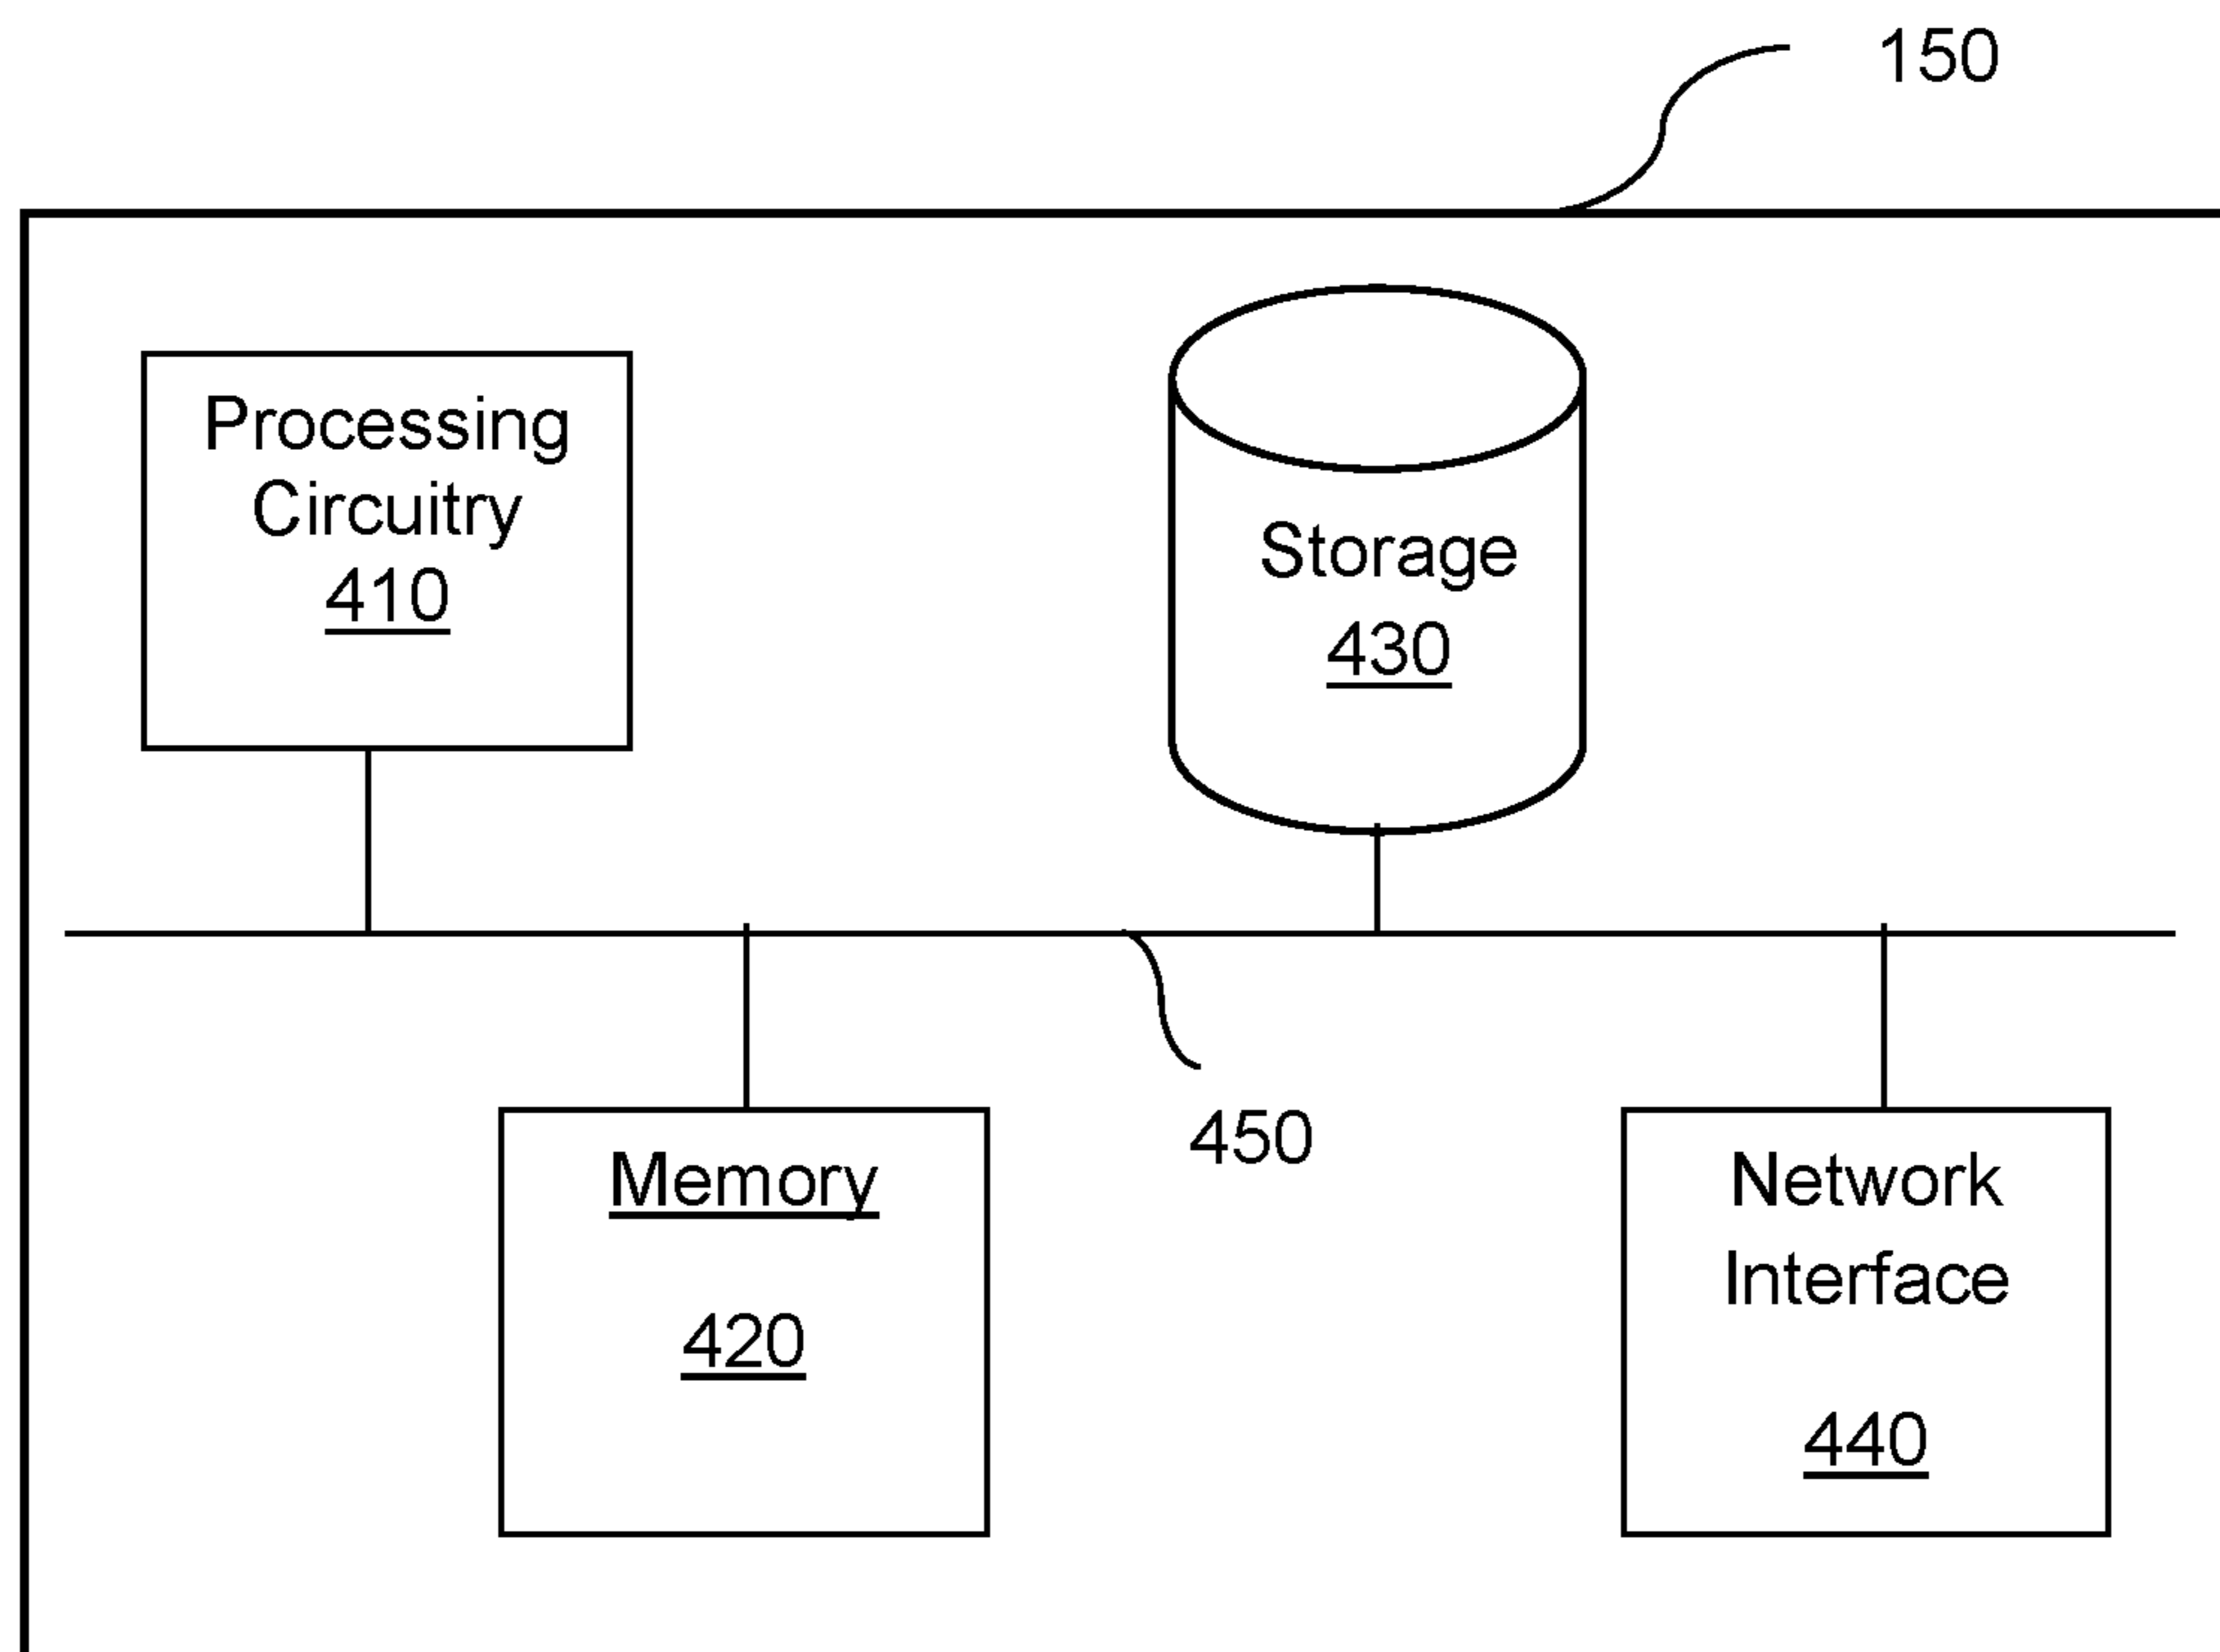 150
Processing
Circuitry
410
Storage
430
450
Memory
420
Network
Interface
440